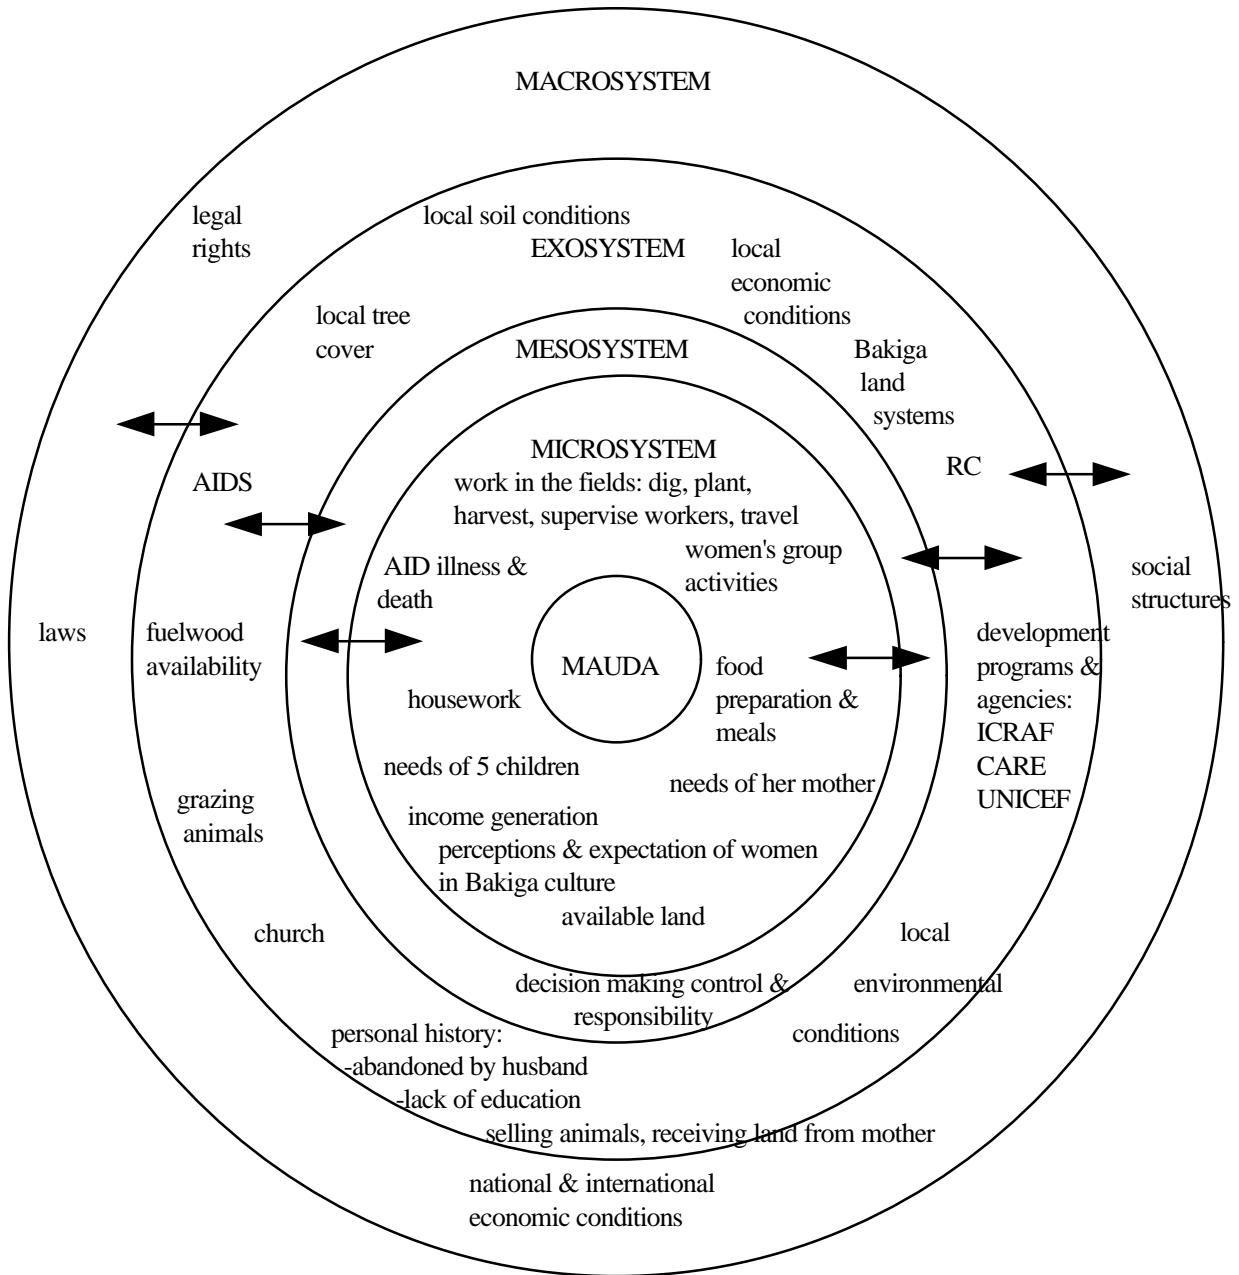 MACROSYSTEM
legal
rights
local soil conditions
EXOSYSTEM
local
economic
conditions
local tree
cover
MESOSYSTEM
Bakiga
land
systems
MICROSYSTEM
work in the fields: dig, plant,
harvest, supervise workers, travel
RC
AIDS
women's group
activities
AID illness &
death
social
structures
laws
fuelwood
availability
MAUDA
food
preparation &
meals
development
programs &
agencies:
ICRAF
CARE
UNICEF
housework
needs of 5 children
needs of her mother
grazing
animals
income generation
perceptions & expectation of women
in Bakiga culture
available land
church
local
environmental
conditions
decision making control &
responsibility
personal history:
-abandoned by husband
-lack of education
selling animals, receiving land from mother
national & international
economic conditions